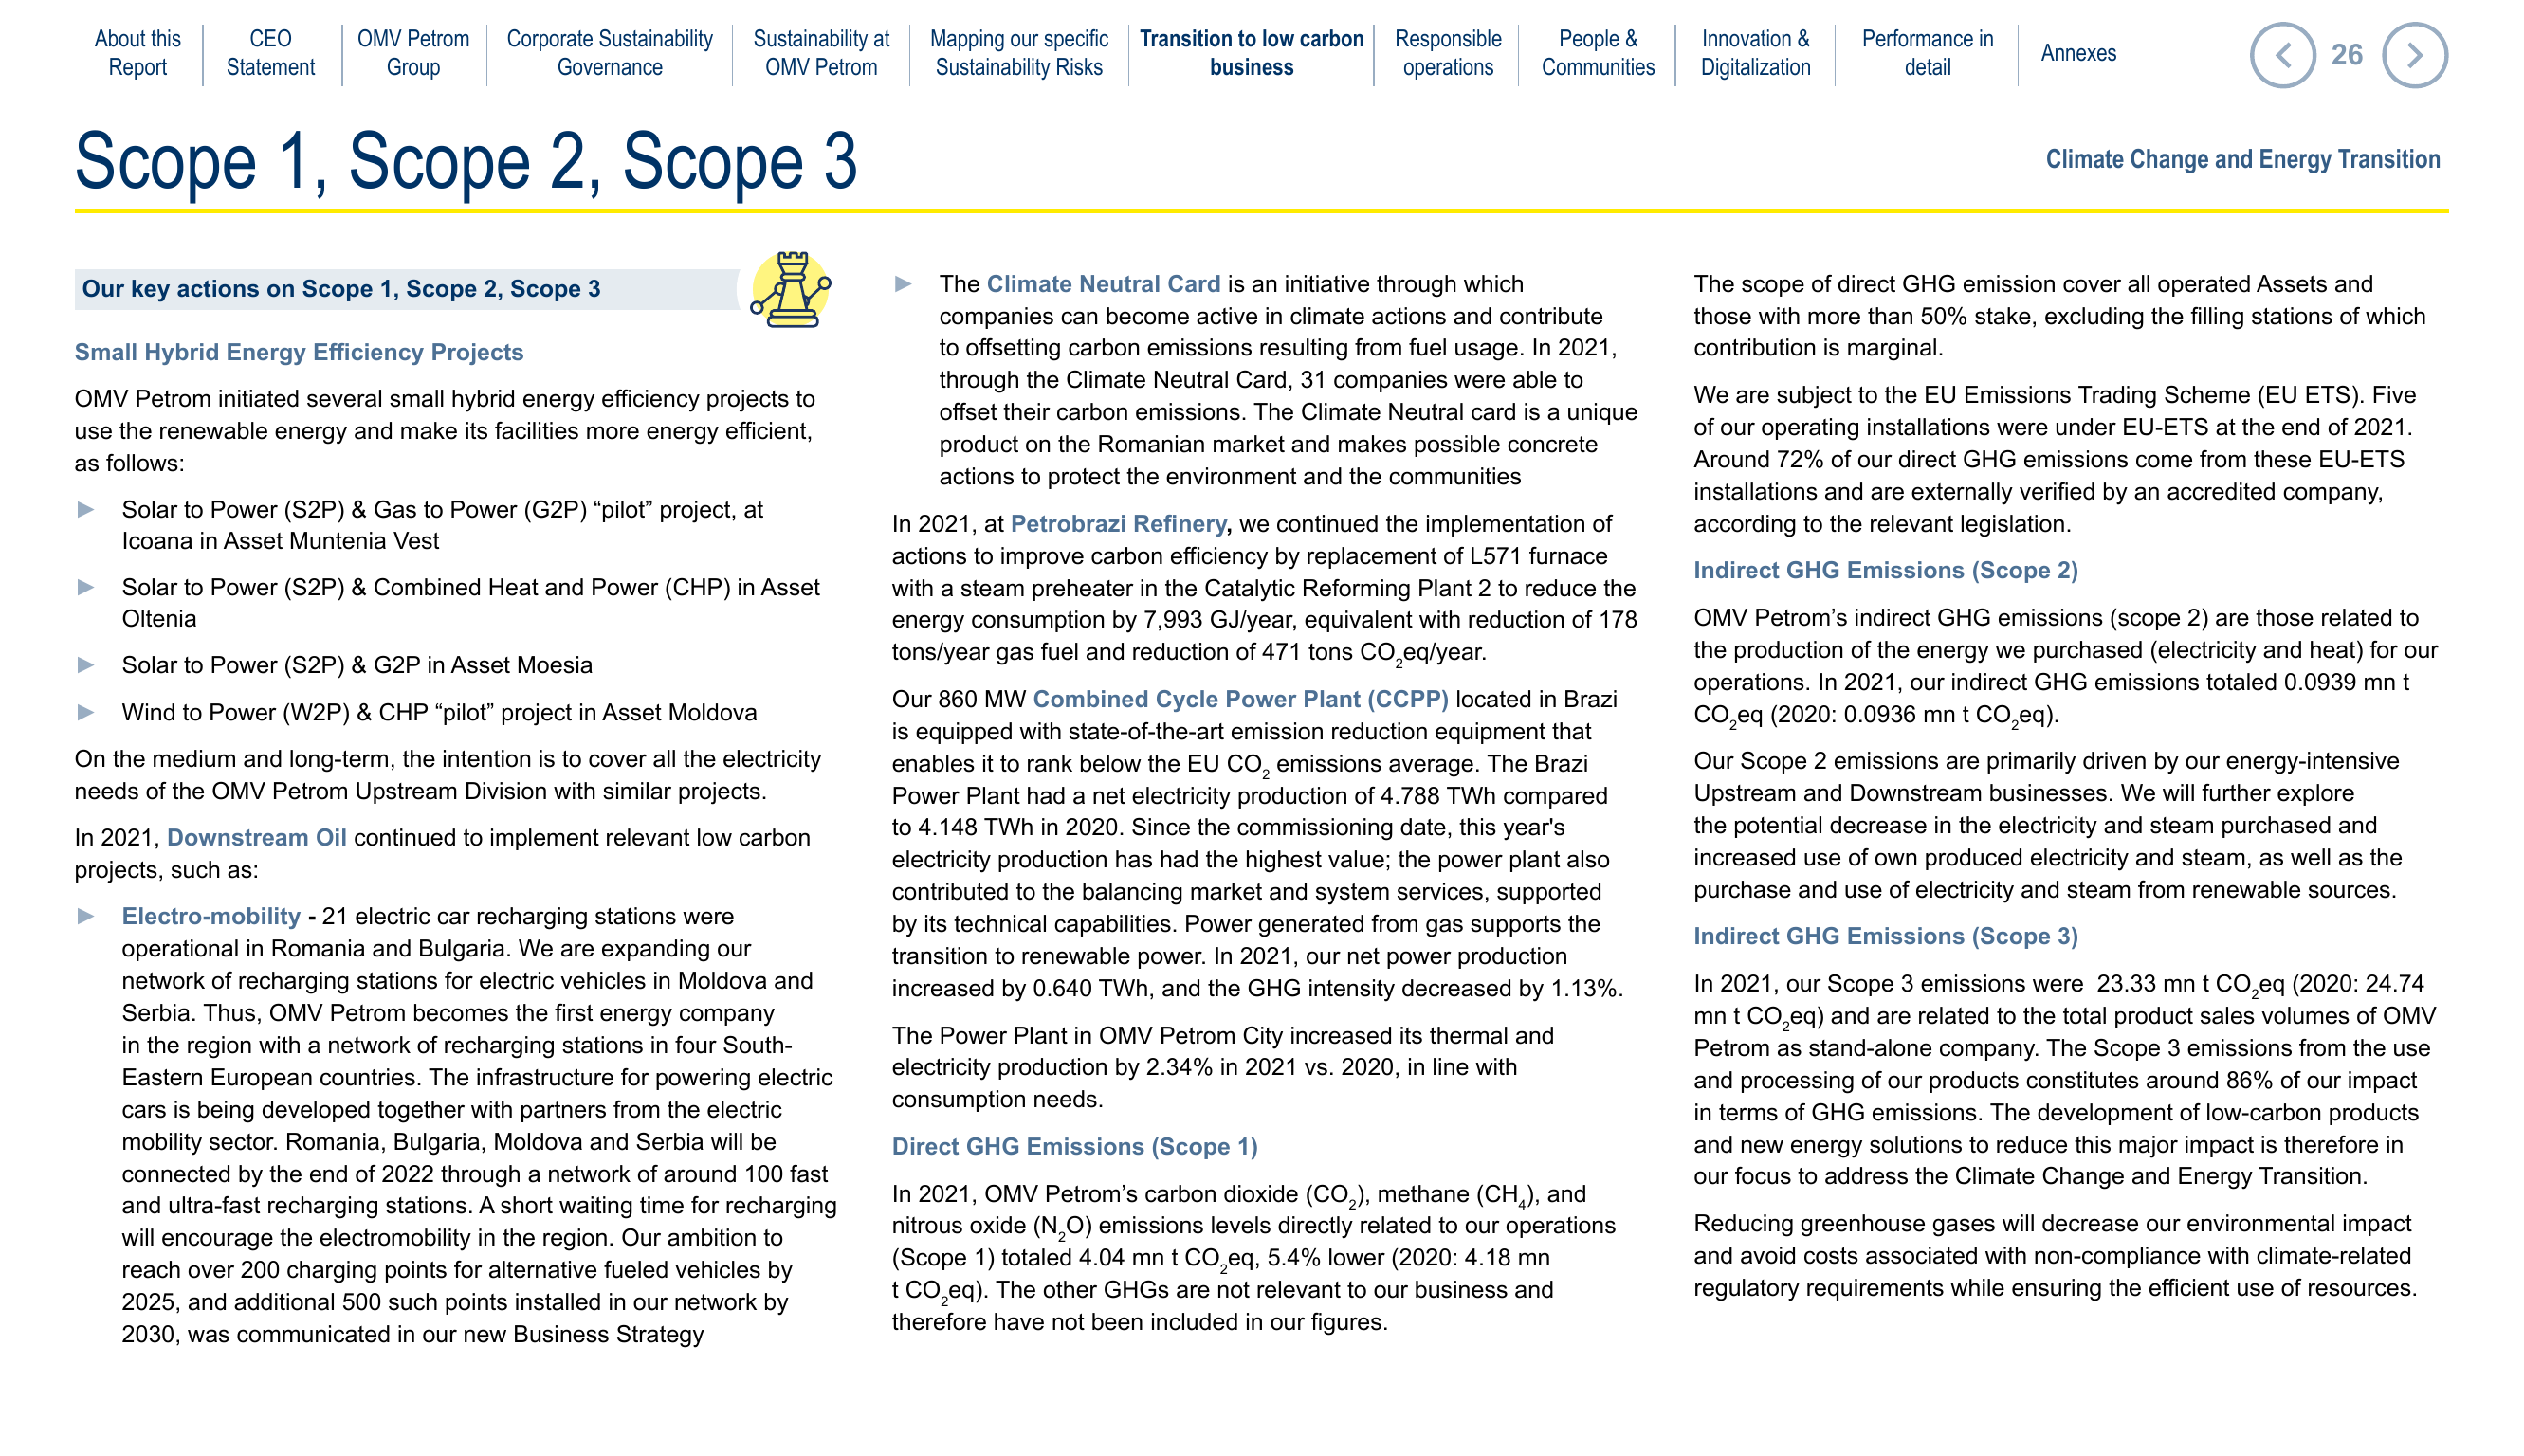 About this
Report
CEO
Statement
OMV Petrom
Group
Corporate Sustainability
Governance
Sustainability at
OMV Petrom
Mapping our specific
Sustainability Risks
Transition to low carbon
business
Responsible
operations
People &
Communities
Innovation &
Digitalization
Performance in
detail
Annexes
26
Scope 1, Scope 2, Scope 3
Climate Change and Energy Transition
Our key actions on Scope 1, Scope 2, Scope 3
Small Hybrid Energy Efficiency Projects
OMV Petrom initiated several small hybrid energy efficiency projects to
use the renewable energy and make its facilities more energy efficient,
as follows:
► Solar to Power (S2P) & Gas to Power (G2P) “pilot” project, at
Icoana in Asset Muntenia Vest
► Solar to Power (S2P) & Combined Heat and Power (CHP) in Asset
Oltenia
► Solar to Power (S2P) & G2P in Asset Moesia
► Wind to Power (W2P) & CHP “pilot” project in Asset Moldova
On the medium and long-term, the intention is to cover all the electricity
needs of the OMV Petrom Upstream Division with similar projects.
In 2021, Downstream Oil continued to implement relevant low carbon
projects, such as:
► Electro-mobility - 21 electric car recharging stations were
operational in Romania and Bulgaria. We are expanding our
network of recharging stations for electric vehicles in Moldova and
Serbia. Thus, OMV Petrom becomes the first energy company
in the region with a network of recharging stations in four South-
Eastern European countries. The infrastructure for powering electric
cars is being developed together with partners from the electric
mobility sector. Romania, Bulgaria, Moldova and Serbia will be
connected by the end of 2022 through a network of around 100 fast
and ultra-fast recharging stations. A short waiting time for recharging
will encourage the electromobility in the region. Our ambition to
reach over 200 charging points for alternative fueled vehicles by
2025, and additional 500 such points installed in our network by
2030, was communicated in our new Business Strategy
► The Climate Neutral Card is an initiative through which
companies can become active in climate actions and contribute
to offsetting carbon emissions resulting from fuel usage. In 2021,
through the Climate Neutral Card, 31 companies were able to
offset their carbon emissions. The Climate Neutral card is a unique
product on the Romanian market and makes possible concrete
actions to protect the environment and the communities
In 2021, at Petrobrazi Refinery, we continued the implementation of
actions to improve carbon efficiency by replacement of L571 furnace
with a steam preheater in the Catalytic Reforming Plant 2 to reduce the
energy consumption by 7,993 GJ/year, equivalent with reduction of 178
tons/year gas fuel and reduction of 471 tons CO₂eq/year.
Our 860 MW Combined Cycle Power Plant (CCPP) located in Brazi
is equipped with state-of-the-art emission reduction equipment that
enables it to rank below the EU CO₂ emissions average. The Brazi
Power Plant had a net electricity production of 4.788 TWh compared
to 4.148 TWh in 2020. Since the commissioning date, this year's
electricity production has had the highest value; the power plant also
contributed to the balancing market and system services, supported
by its technical capabilities. Power generated from gas supports the
transition to renewable power. In 2021, our net power production
increased by 0.640 TWh, and the GHG intensity decreased by 1.13%.
The Power Plant in OMV Petrom City increased its thermal and
electricity production by 2.34% in 2021 vs. 2020, in line with
consumption needs.
Direct GHG Emissions (Scope 1)
In 2021, OMV Petrom’s carbon dioxide (CO₂), methane (CH₄), and
nitrous oxide (N₂O) emissions levels directly related to our operations
(Scope 1) totaled 4.04 mn t CO₂eq, 5.4% lower (2020: 4.18 mn
t CO₂eq). The other GHGs are not relevant to our business and
therefore have not been included in our figures.
The scope of direct GHG emission cover all operated Assets and
those with more than 50% stake, excluding the filling stations of which
contribution is marginal.
We are subject to the EU Emissions Trading Scheme (EU ETS). Five
of our operating installations were under EU-ETS at the end of 2021.
Around 72% of our direct GHG emissions come from these EU-ETS
installations and are externally verified by an accredited company,
according to the relevant legislation.
Indirect GHG Emissions (Scope 2)
OMV Petrom’s indirect GHG emissions (scope 2) are those related to
the production of the energy we purchased (electricity and heat) for our
operations. In 2021, our indirect GHG emissions totaled 0.0939 mn t
CO₂eq (2020: 0.0936 mn t CO₂eq).
Our Scope 2 emissions are primarily driven by our energy-intensive
Upstream and Downstream businesses. We will further explore
the potential decrease in the electricity and steam purchased and
increased use of own produced electricity and steam, as well as the
purchase and use of electricity and steam from renewable sources.
Indirect GHG Emissions (Scope 3)
In 2021, our Scope 3 emissions were 23.33 mn t CO₂eq (2020: 24.74
mn t CO₂eq) and are related to the total product sales volumes of OMV
Petrom as stand-alone company. The Scope 3 emissions from the use
and processing of our products constitutes around 86% of our impact
in terms of GHG emissions. The development of low-carbon products
and new energy solutions to reduce this major impact is therefore in
our focus to address the Climate Change and Energy Transition.
Reducing greenhouse gases will decrease our environmental impact
and avoid costs associated with non-compliance with climate-related
regulatory requirements while ensuring the efficient use of resources.